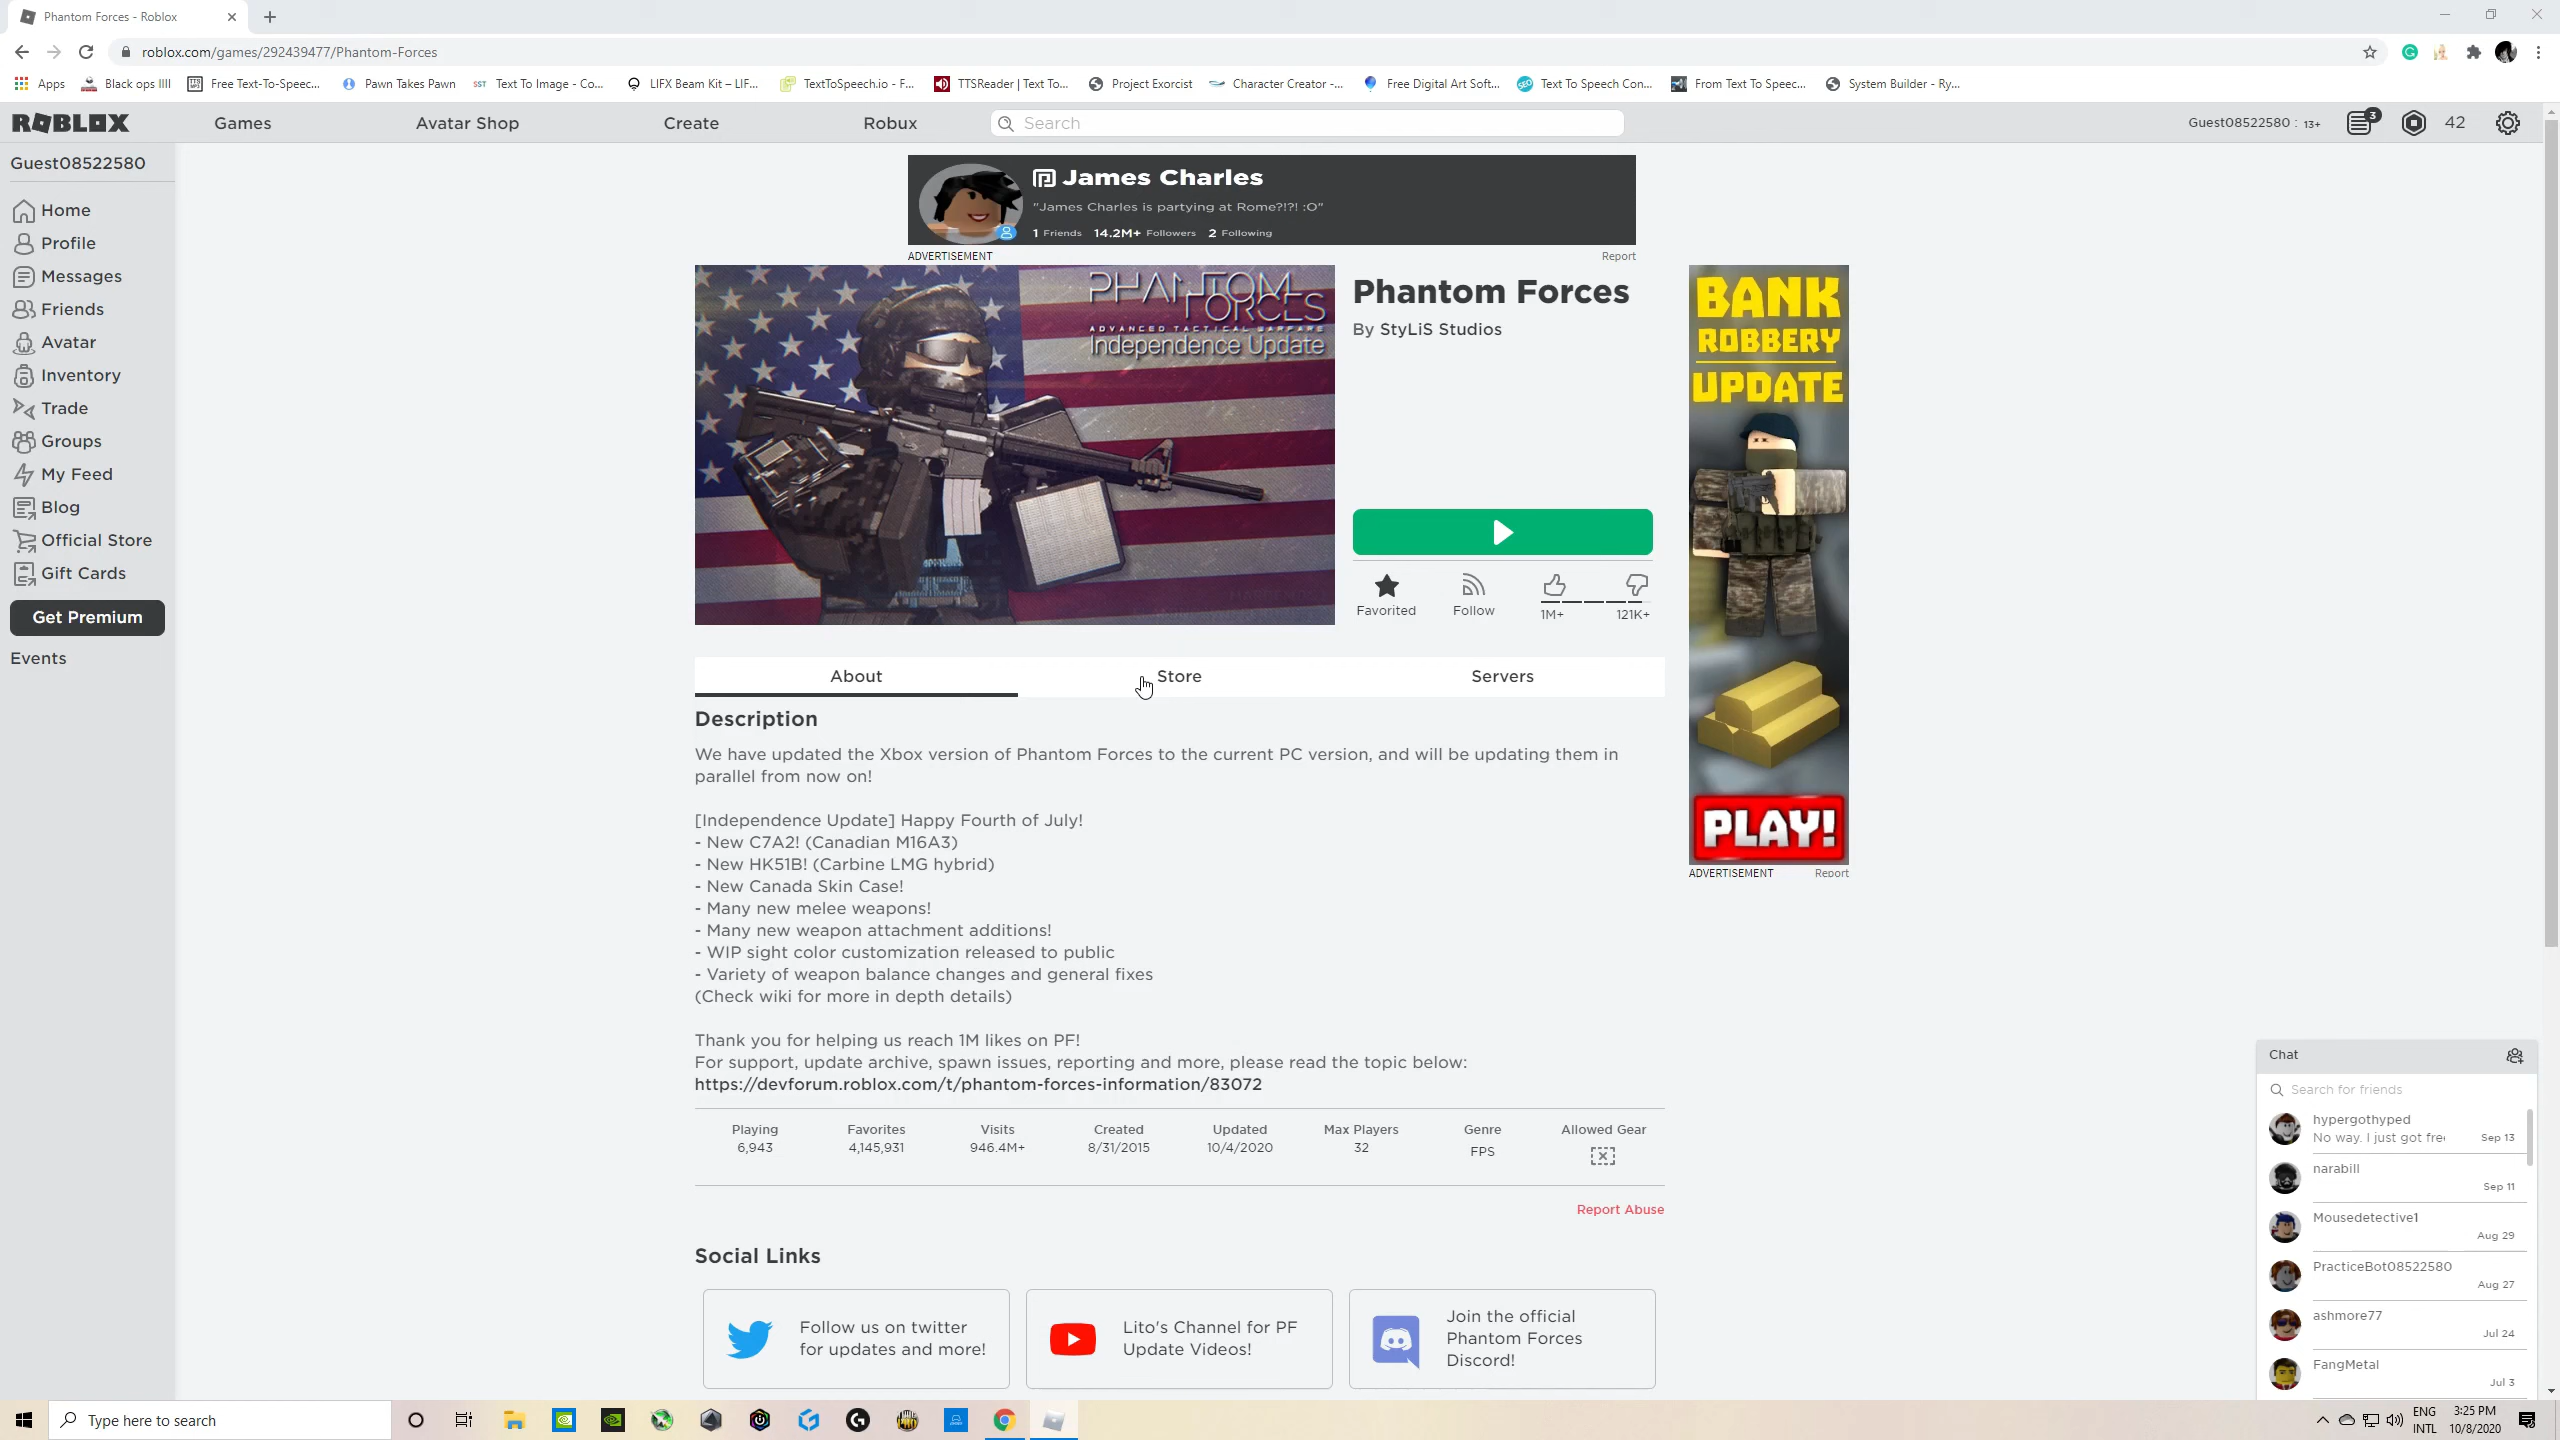 Phantom Forces - Roblox
roblox.com/games/292439477/Phantom-Forces
Apps Black ops IIII Free Text-To-Speec... Pawn Takes Pawn SST Text To Image - Co... LIFX Beam Kit – LIF... TextToSpeech.io - F... TTSReader | Text To... Project Exorcist Character Creator -... Free Digital Art Soft... Text To Speech Con... From Text To Speec... System Builder - Ry...
ROBLOX Games Avatar Shop Create Robux Search Guest08522580 : 13+ 3 42
Guest08522580
Home
Profile
Messages
Friends
Avatar
Inventory
Trade
Groups
My Feed
Blog
Official Store
Gift Cards
Get Premium
Events
James Charles
"James Charles is partying at Rome?!?! :O"
1 Friends 14.2M+ Followers 2 Following
ADVERTISEMENT Report
PHANTOM
FORCES
ADVANCED TACTICAL WARFARE
Independence Update
Phantom Forces
By StyLiS Studios
Favorited Follow 1M+ 121K+
BANK
ROBBERY
UPDATE
PLAY!
ADVERTISEMENT Report
About Store Servers
Description
We have updated the Xbox version of Phantom Forces to the current PC version, and will be updating them in
parallel from now on!
[Independence Update] Happy Fourth of July!
- New C7A2! (Canadian M16A3)
- New HK51B! (Carbine LMG hybrid)
- New Canada Skin Case!
- Many new melee weapons!
- Many new weapon attachment additions!
- WIP sight color customization released to public
- Variety of weapon balance changes and general fixes
(Check wiki for more in depth details)
Thank you for helping us reach 1M likes on PF!
For support, update archive, spawn issues, reporting and more, please read the topic below:
https://devforum.roblox.com/t/phantom-forces-information/83072
Playing Favorites Visits Created Updated Max Players Genre Allowed Gear
6,943 4,145,931 946.4M+ 8/31/2015 10/4/2020 32 FPS
Report Abuse
Social Links
Follow us on twitter
for updates and more!
Lito's Channel for PF
Update Videos!
Join the official
Phantom Forces
Discord!
Chat
Search for friends
hypergothyped
No way. I just got fre Sep 13
narabill
Sep 11
Mousedetective1
Aug 29
PracticeBot08522580
Aug 27
ashmore77
Jul 24
FangMetal
Jul 3
Type here to search
ENG
INTL
3:25 PM
10/8/2020